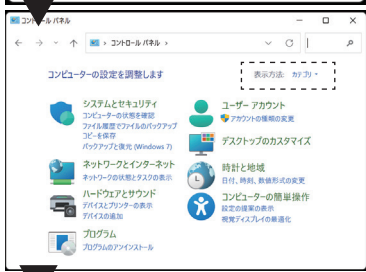 コントロール パネル
コントロール パネル
コンピューターの設定を調整します
表示方法: カテゴリ
システムとセキュリティ
コンピューターの状態を確認
ファイル履歴でファイルのバックアップ
コピーを保存
バックアップと復元 (Windows 7)
ネットワークとインターネット
ネットワークの状態とタスクの表示
ハードウェアとサウンド
デバイスとプリンターの表示
デバイスの追加
プログラム
プログラムのアンインストール
ユーザー アカウント
アカウントの種類の変更
デスクトップのカスタマイズ
時計と地域
日付、時刻、数値形式の変更
コンピューターの簡単操作
設定の提案の表示
視覚ディスプレイの最適化